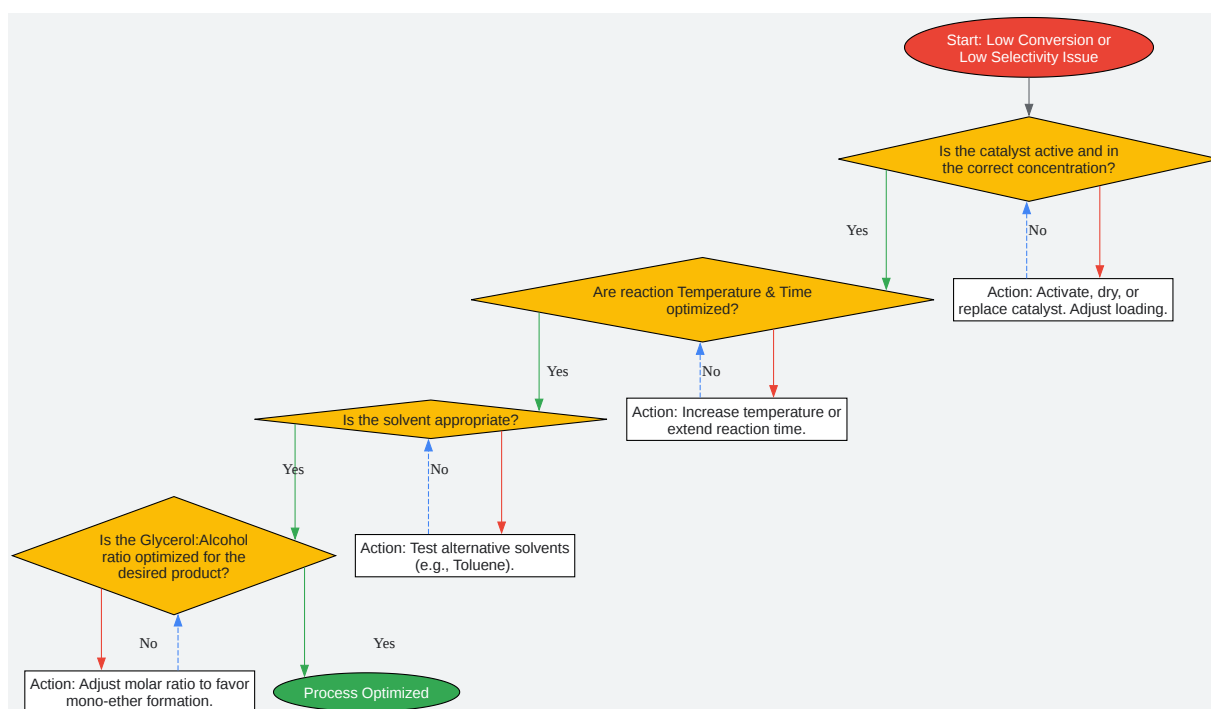 Start: Low Conversion or
Low Selectivity Issue
Is the catalyst active and in
the correct concentration?
Yes
No
Action: Activate, dry, or
replace catalyst. Adjust loading.
Are reaction Temperature & Time
optimized?
Yes
No
Action: Increase temperature or
extend reaction time.
Is the solvent appropriate?
Yes
No
Action: Test alternative solvents
(e.g., Toluene).
Is the Glycerol:Alcohol
ratio optimized for the
desired product?
No
Yes
Action: Adjust molar ratio to favor
mono-ether formation.
Process Optimized